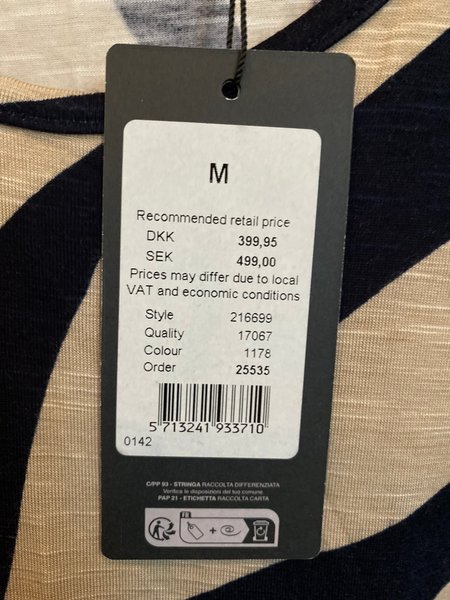 M
Recommended retail price
DKK 399,95
SEK 499,00
Prices may differ due to local
VAT and economic conditions
Style 216699
Quality 17067
Colour 1178
Order 25535
5 713241 933710
0142
C/PP 93 - STRINGA RACCOLTA DIFFERENZIATA
Verifica le disposizioni del tuo comune.
PAP 21 - ETICHETTA RACCOLTA CARTA
FR
+